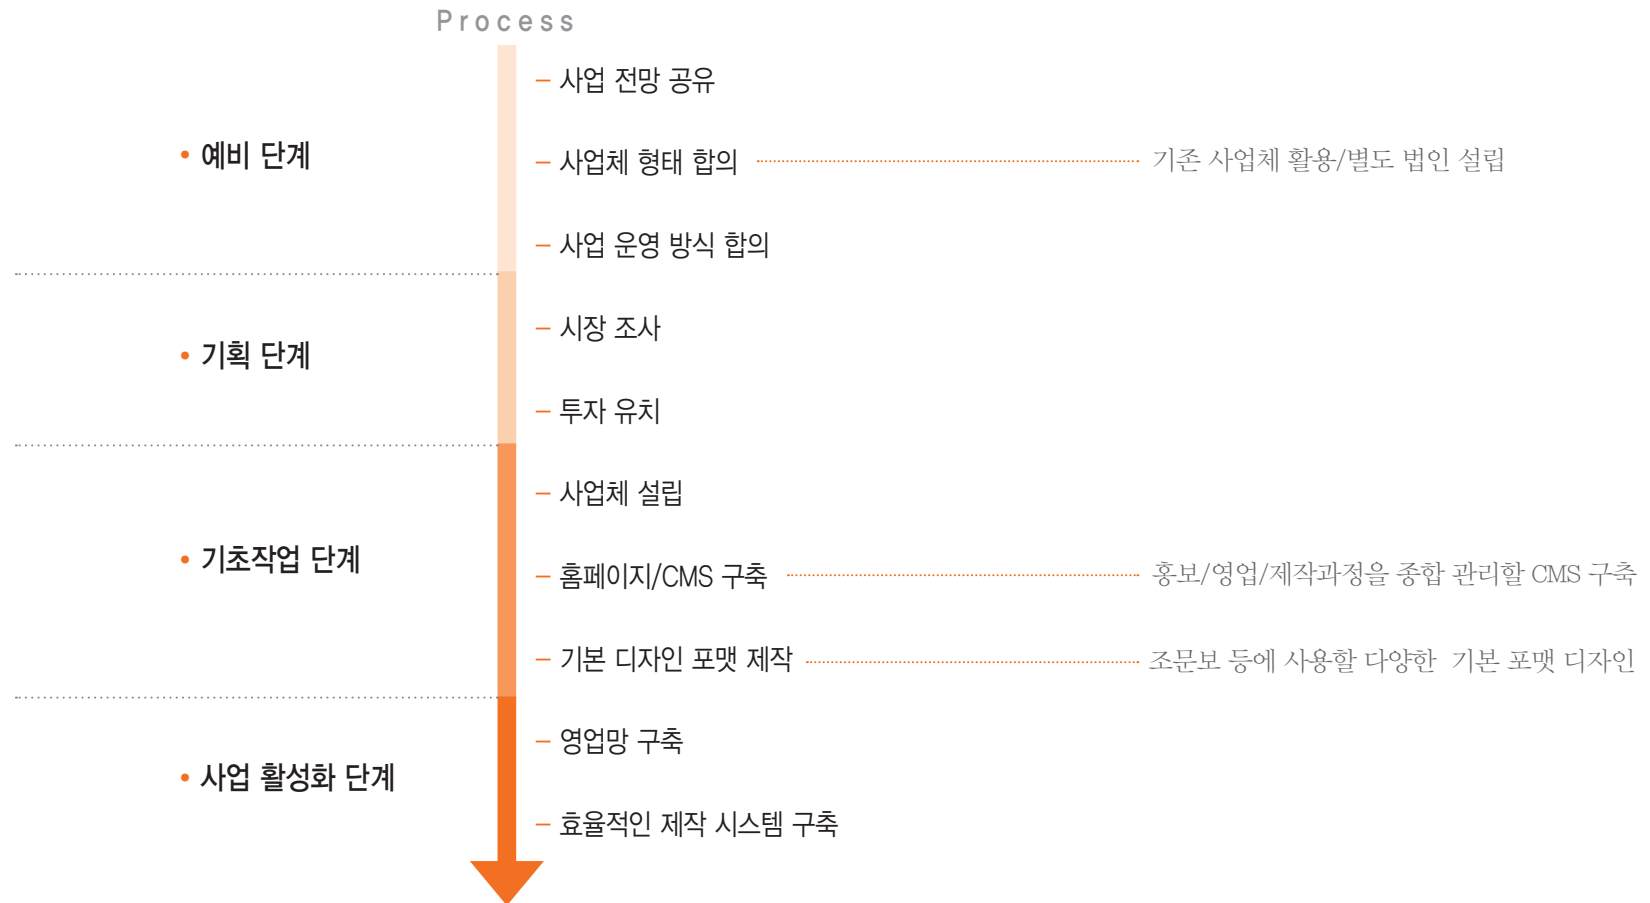 Process
– 사업 전망 공유
• 예비 단계
– 사업체 형태 합의 기존 사업체 활용/별도 법인 설립
– 사업 운영 방식 합의
– 시장 조사
• 기획 단계
– 투자 유치
– 사업체 설립
• 기초작업 단계
– 홈페이지/CMS 구축 홍보/영업/제작과정을 종합 관리할 CMS 구축
– 기본 디자인 포맷 제작 조문보 등에 사용할 다양한 기본 포맷 디자인
– 영업망 구축
• 사업 활성화 단계
– 효율적인 제작 시스템 구축